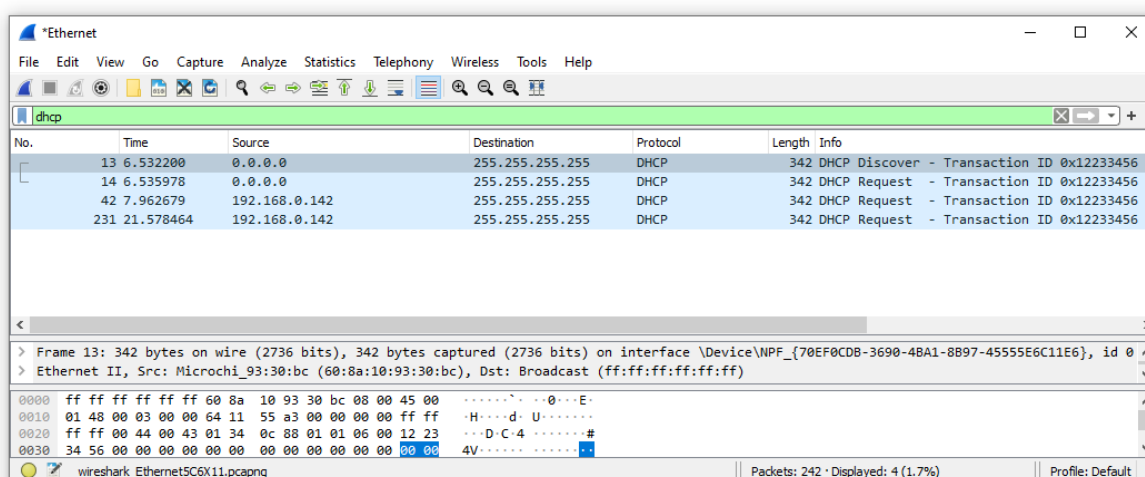 *Ethernet
File Edit View Go Capture Analyze Statistics Telephony Wireless Tools Help
dhcp
No. Time Source Destination Protocol Length Info
13 6.532200 0.0.0.0 255.255.255.255 DHCP 342 DHCP Discover - Transaction ID 0x12233456
14 6.535978 0.0.0.0 255.255.255.255 DHCP 342 DHCP Request - Transaction ID 0x12233456
42 7.962679 192.168.0.142 255.255.255.255 DHCP 342 DHCP Request - Transaction ID 0x12233456
231 21.578464 192.168.0.142 255.255.255.255 DHCP 342 DHCP Request - Transaction ID 0x12233456
> Frame 13: 342 bytes on wire (2736 bits), 342 bytes captured (2736 bits) on interface \Device\NPF_{70EF0CDB-3690-4BA1-8B97-45555E6C11E6}, id 0
> Ethernet II, Src: Microchi_93:30:bc (60:8a:10:93:30:bc), Dst: Broadcast (ff:ff:ff:ff:ff:ff)
0000 ff ff ff ff ff ff 60 8a 10 93 30 bc 08 00 45 00 ······`· ··0···E·
0010 01 48 00 03 00 00 64 11 55 a3 00 00 00 00 ff ff ·H····d· U·······
0020 ff ff 00 44 00 43 01 34 0c 88 01 01 06 00 12 23 ···D·C·4 ·······#
0030 34 56 00 00 00 00 00 00 00 00 00 00 00 00 00 00 4V······ ········
wireshark_Ethernet5C6X11.pcapng Packets: 242 · Displayed: 4 (1.7%) Profile: Default